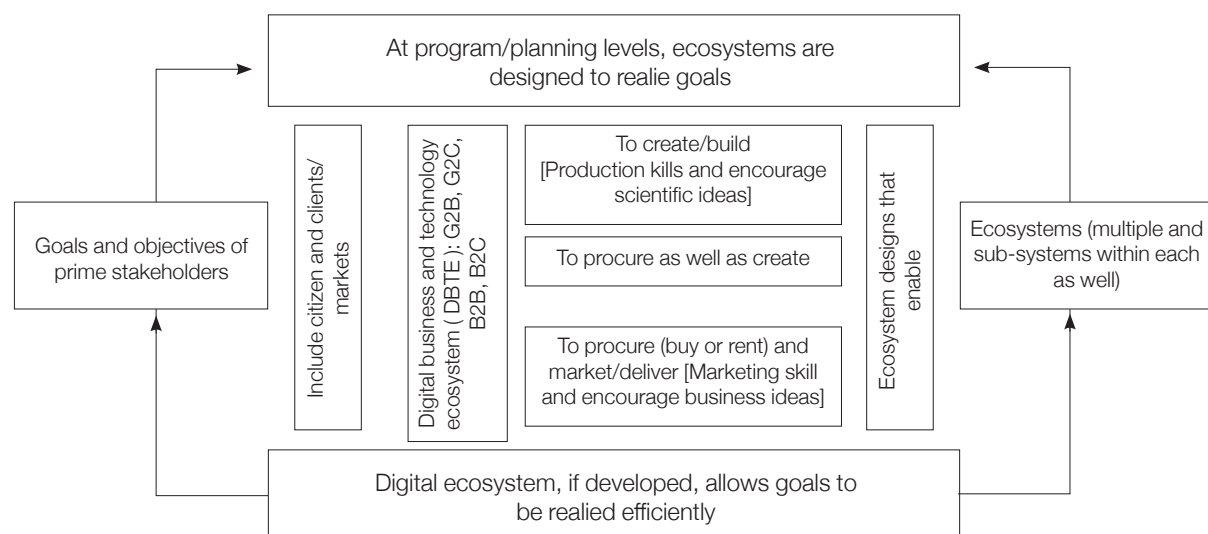 At program/planning levels, ecosystems are
designed to realie goals
Goals and objectives of
prime stakeholders
Include citizen and clients/
markets
Digital business and technology
ecosystem ( DBTE ): G2B, G2C,
B2B, B2C
To create/build
[Production kills and encourage
scientific ideas]
To procure as well as create
To procure (buy or rent) and
market/deliver [Marketing skill
and encourage business ideas]
Ecosystem designs that
enable
Ecosystems (multiple and
sub-systems within each
as well)
Digital ecosystem, if developed, allows goals to
be realied efficiently